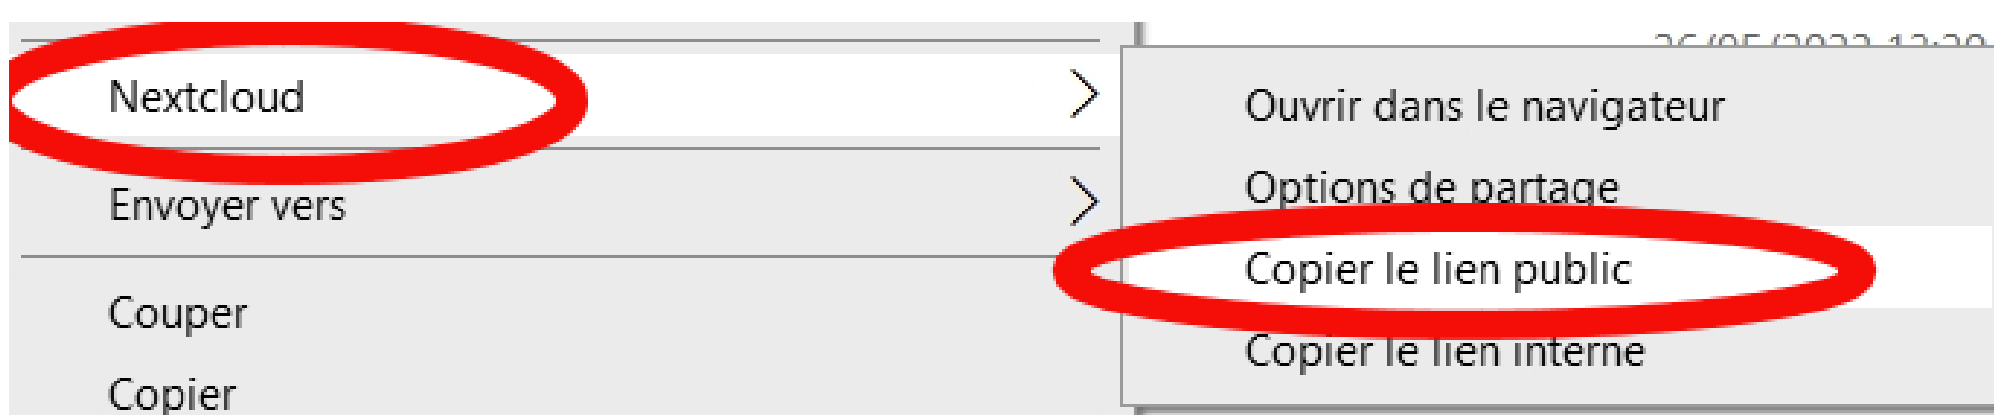 Nextcloud
Envoyer vers
Couper
Copier
Ouvrir dans le navigateur
Options de partage
Copier le lien public
Copier le lien interne